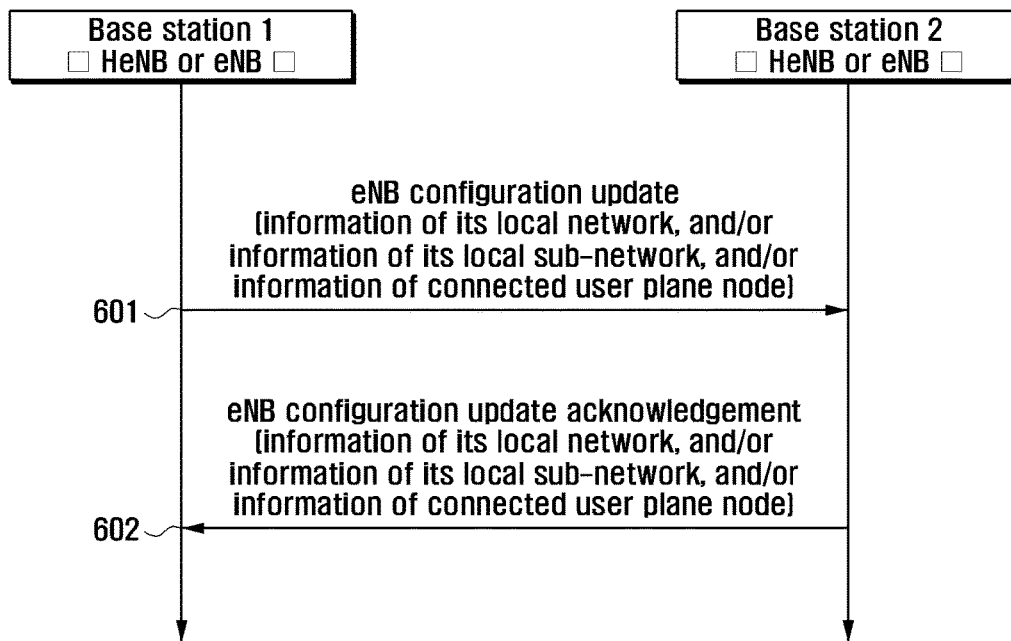 Base station 1
□ HeNB or eNB □
Base station 2
□ HeNB or eNB □
eNB configuration update
(information of its local network, and/or
information of its local sub-network, and/or
information of connected user plane node)
601
eNB configuration update acknowledgement
(information of its local network, and/or
information of its local sub-network, and/or
information of connected user plane node)
602